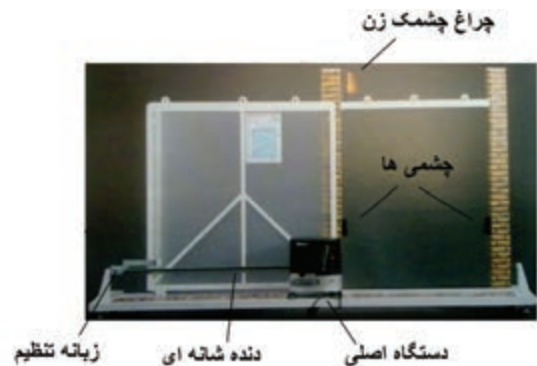 چراغ چشمک زن
چشمی ها
زبانه تنظیم
دنده شانه ای
دستگاه اصلی